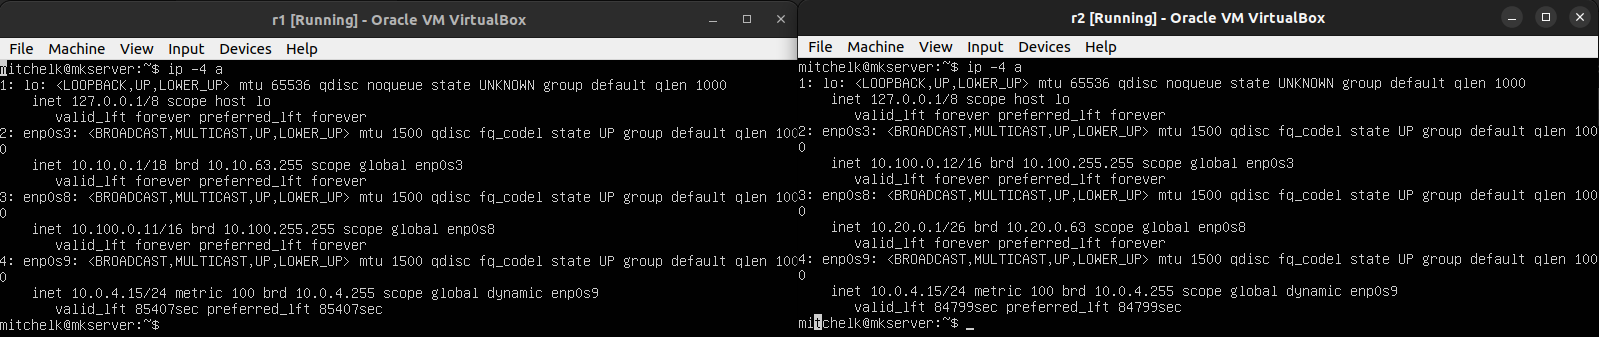 r1 [Running] - Oracle VM VirtualBox
File Machine View Input Devices Help
mitchelk@mkserver:~$ ip -4 a
1: lo: <LOOPBACK,UP,LOWER_UP> mtu 65536 qdisc noqueue state UNKNOWN group default qlen 1000
    inet 127.0.0.1/8 scope host lo
       valid_lft forever preferred_lft forever
2: enp0s3: <BROADCAST,MULTICAST,UP,LOWER_UP> mtu 1500 qdisc fq_codel state UP group default qlen 100
0
    inet 10.10.0.1/18 brd 10.10.63.255 scope global enp0s3
       valid_lft forever preferred_lft forever
3: enp0s8: <BROADCAST,MULTICAST,UP,LOWER_UP> mtu 1500 qdisc fq_codel state UP group default qlen 100
0
    inet 10.100.0.11/16 brd 10.100.255.255 scope global enp0s8
       valid_lft forever preferred_lft forever
4: enp0s9: <BROADCAST,MULTICAST,UP,LOWER_UP> mtu 1500 qdisc fq_codel state UP group default qlen 100
0
    inet 10.0.4.15/24 metric 100 brd 10.0.4.255 scope global dynamic enp0s9
       valid_lft 85407sec preferred_lft 85407sec
mitchelk@mkserver:~$
r2 [Running] - Oracle VM VirtualBox
File Machine View Input Devices Help
mitchelk@mkserver:~$ ip -4 a
1: lo: <LOOPBACK,UP,LOWER_UP> mtu 65536 qdisc noqueue state UNKNOWN group default qlen 1000
    inet 127.0.0.1/8 scope host lo
       valid_lft forever preferred_lft forever
2: enp0s3: <BROADCAST,MULTICAST,UP,LOWER_UP> mtu 1500 qdisc fq_codel state UP group default qlen 100
0
    inet 10.100.0.12/16 brd 10.100.255.255 scope global enp0s3
       valid_lft forever preferred_lft forever
3: enp0s8: <BROADCAST,MULTICAST,UP,LOWER_UP> mtu 1500 qdisc fq_codel state UP group default qlen 100
0
    inet 10.20.0.1/26 brd 10.20.0.63 scope global enp0s8
       valid_lft forever preferred_lft forever
4: enp0s9: <BROADCAST,MULTICAST,UP,LOWER_UP> mtu 1500 qdisc fq_codel state UP group default qlen 100
0
    inet 10.0.4.15/24 metric 100 brd 10.0.4.255 scope global dynamic enp0s9
       valid_lft 84799sec preferred_lft 84799sec
mitchelk@mkserver:~$ _